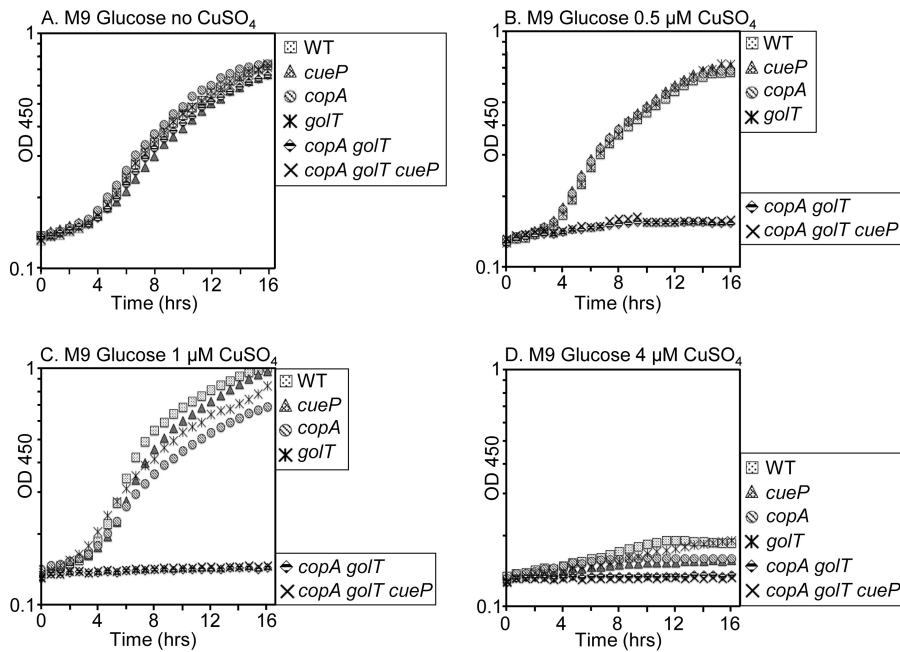 A. M9 Glucose no CuSO₄
1
OD 450
0.1
0
4
8
12
16
Time (hrs)
WT
cueP
copA
golT
copA golT
copA golT cueP
B. M9 Glucose 0.5 µM CuSO₄
1
OD 450
0.1
0
4
8
12
16
Time (hrs)
WT
cueP
copA
golT
copA golT
copA golT cueP
C. M9 Glucose 1 µM CuSO₄
1
OD 450
0.1
0
4
8
12
16
Time (hrs)
WT
cueP
copA
golT
copA golT
copA golT cueP
D. M9 Glucose 4 µM CuSO₄
1
OD 450
0.1
0
4
8
12
16
Time (hrs)
WT
cueP
copA
golT
copA golT
copA golT cueP